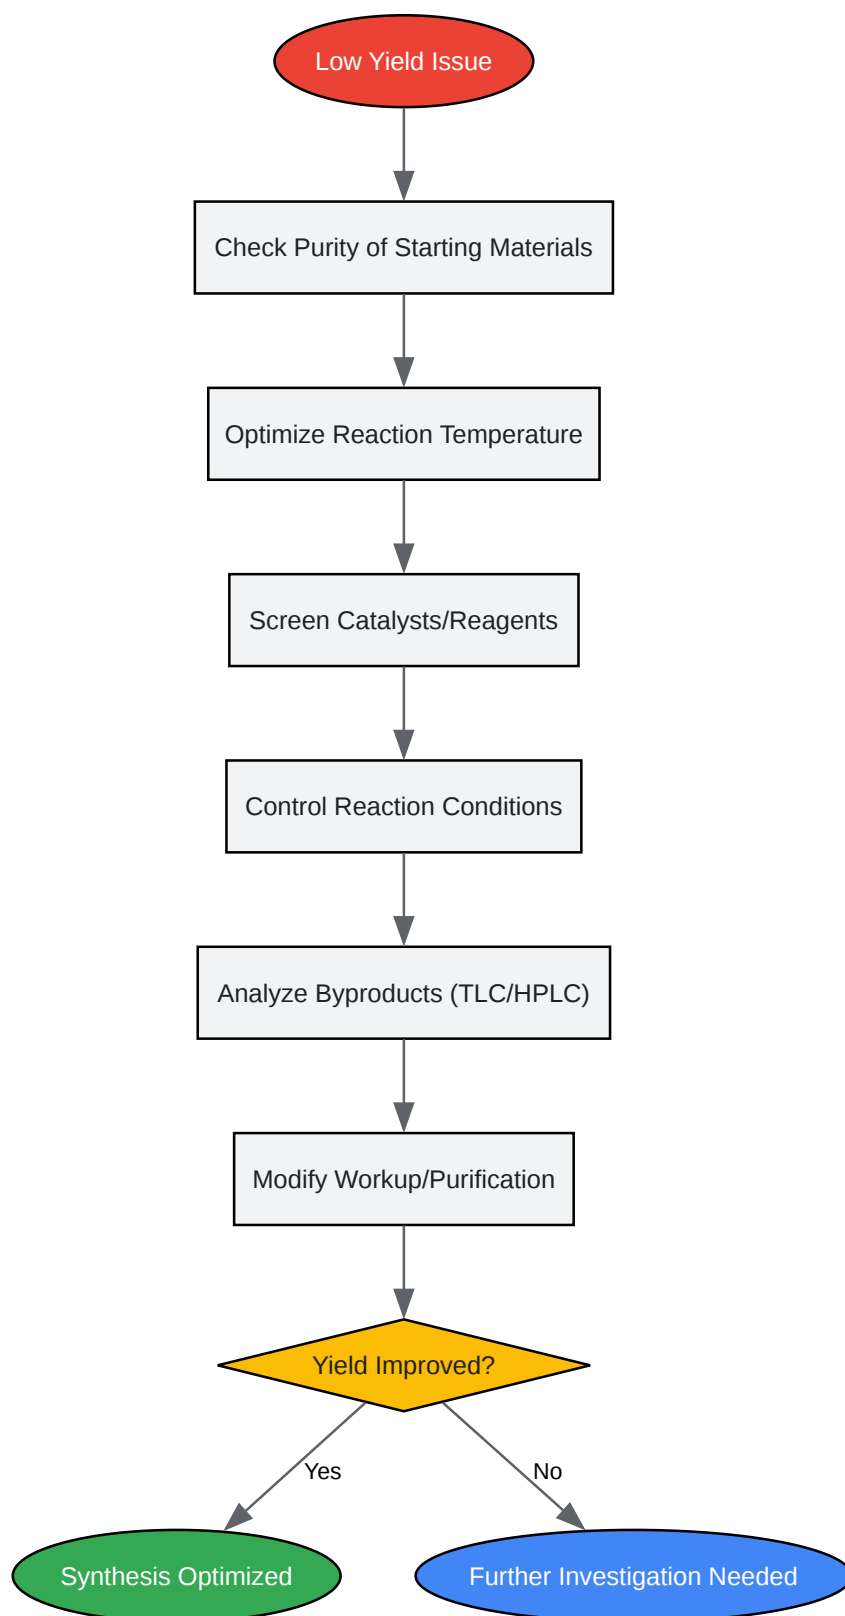 Low Yield Issue
Check Purity of Starting Materials
Optimize Reaction Temperature
Screen Catalysts/Reagents
Control Reaction Conditions
Analyze Byproducts (TLC/HPLC)
Modify Workup/Purification
Yield Improved?
Yes
No
Synthesis Optimized
Further Investigation Needed